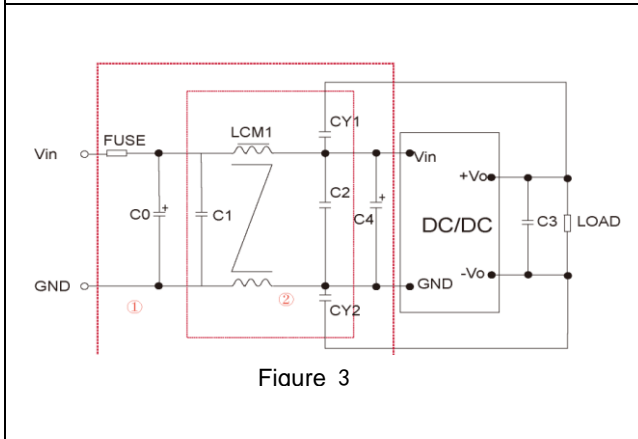 CY1
LCM1
FUSE
Vin
Vin
+Vo
C0
+
C1
C2
+
C4
DC/DC
C3
LOAD
-Vo
GND
GND
①
②
CY2
Figure 3